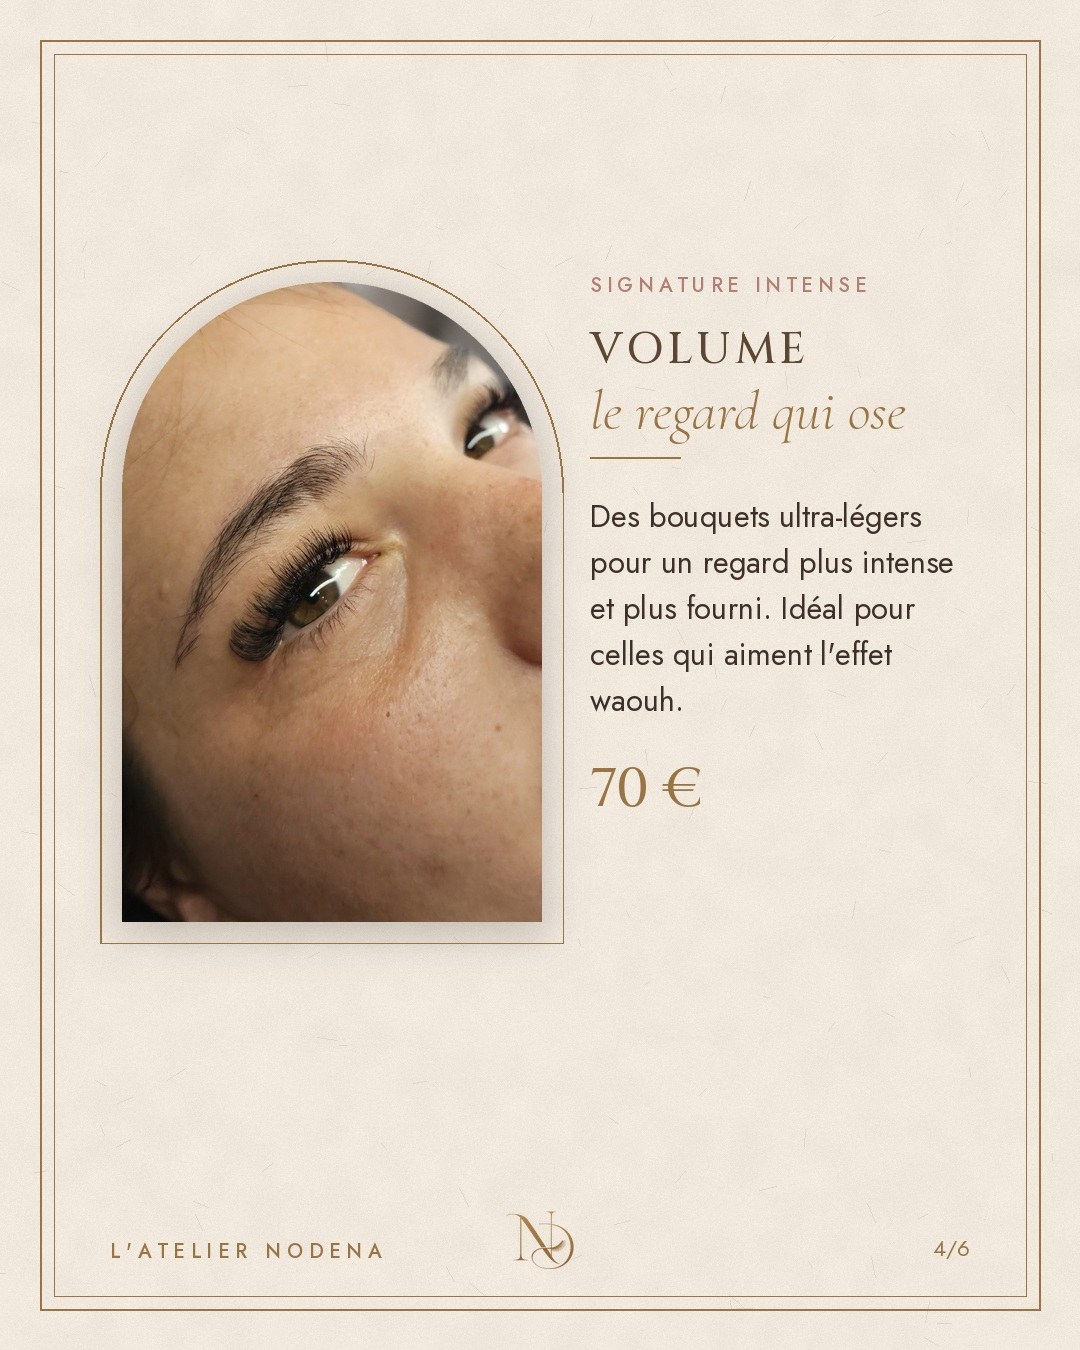 SIGNATURE INTENSE
VOLUME
le regard qui ose
Des bouquets ultra-légers
pour un regard plus intense
et plus fourni. Idéal pour
celles qui aiment l'effet
waouh.
70 €
L'ATELIER NODENA
ND
4/6